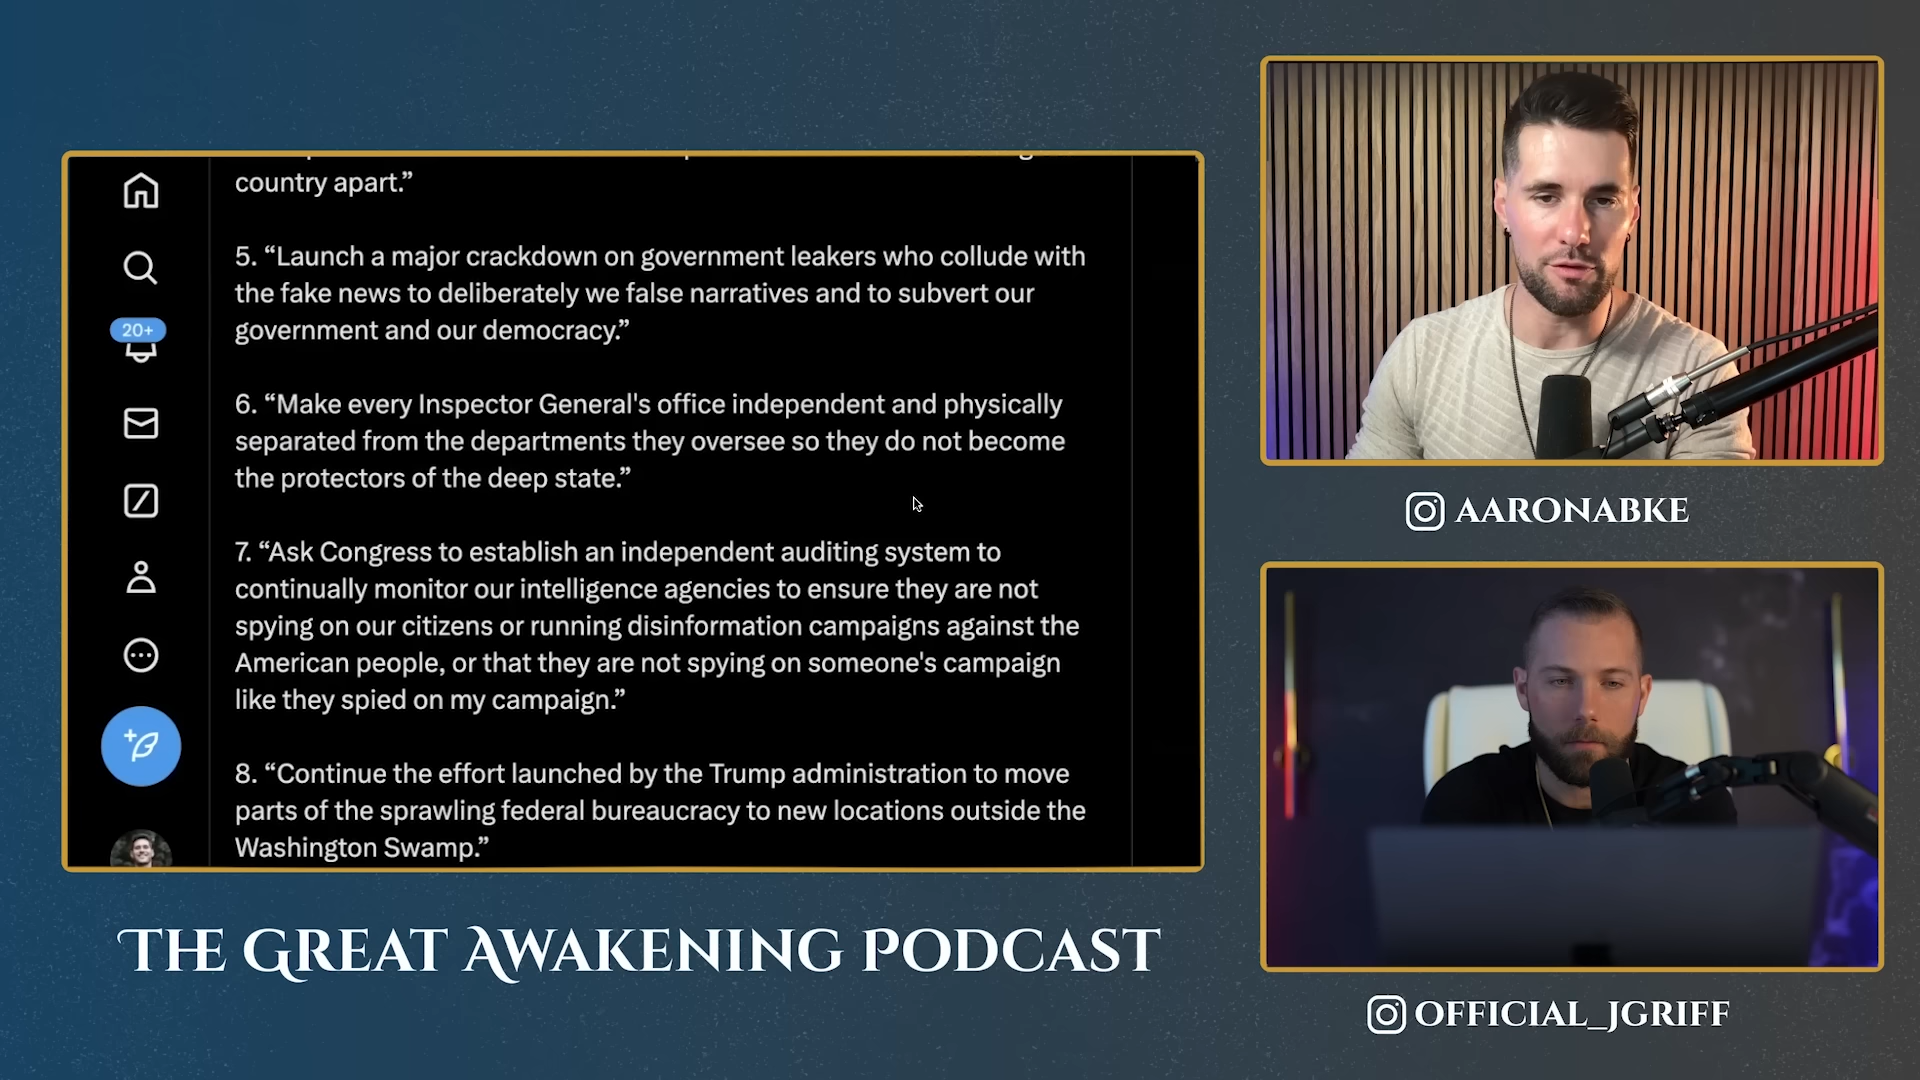 country apart.”
5. “Launch a major crackdown on government leakers who collude with
the fake news to deliberately we false narratives and to subvert our
government and our democracy.”
6. “Make every Inspector General's office independent and physically
separated from the departments they oversee so they do not become
the protectors of the deep state.”
7. “Ask Congress to establish an independent auditing system to
continually monitor our intelligence agencies to ensure they are not
spying on our citizens or running disinformation campaigns against the
American people, or that they are not spying on someone's campaign
like they spied on my campaign.”
8. “Continue the effort launched by the Trump administration to move
parts of the sprawling federal bureaucracy to new locations outside the
Washington Swamp.”
20+
THE GREAT AWAKENING PODCAST
AARONABKE
OFFICIAL_JGRIFF